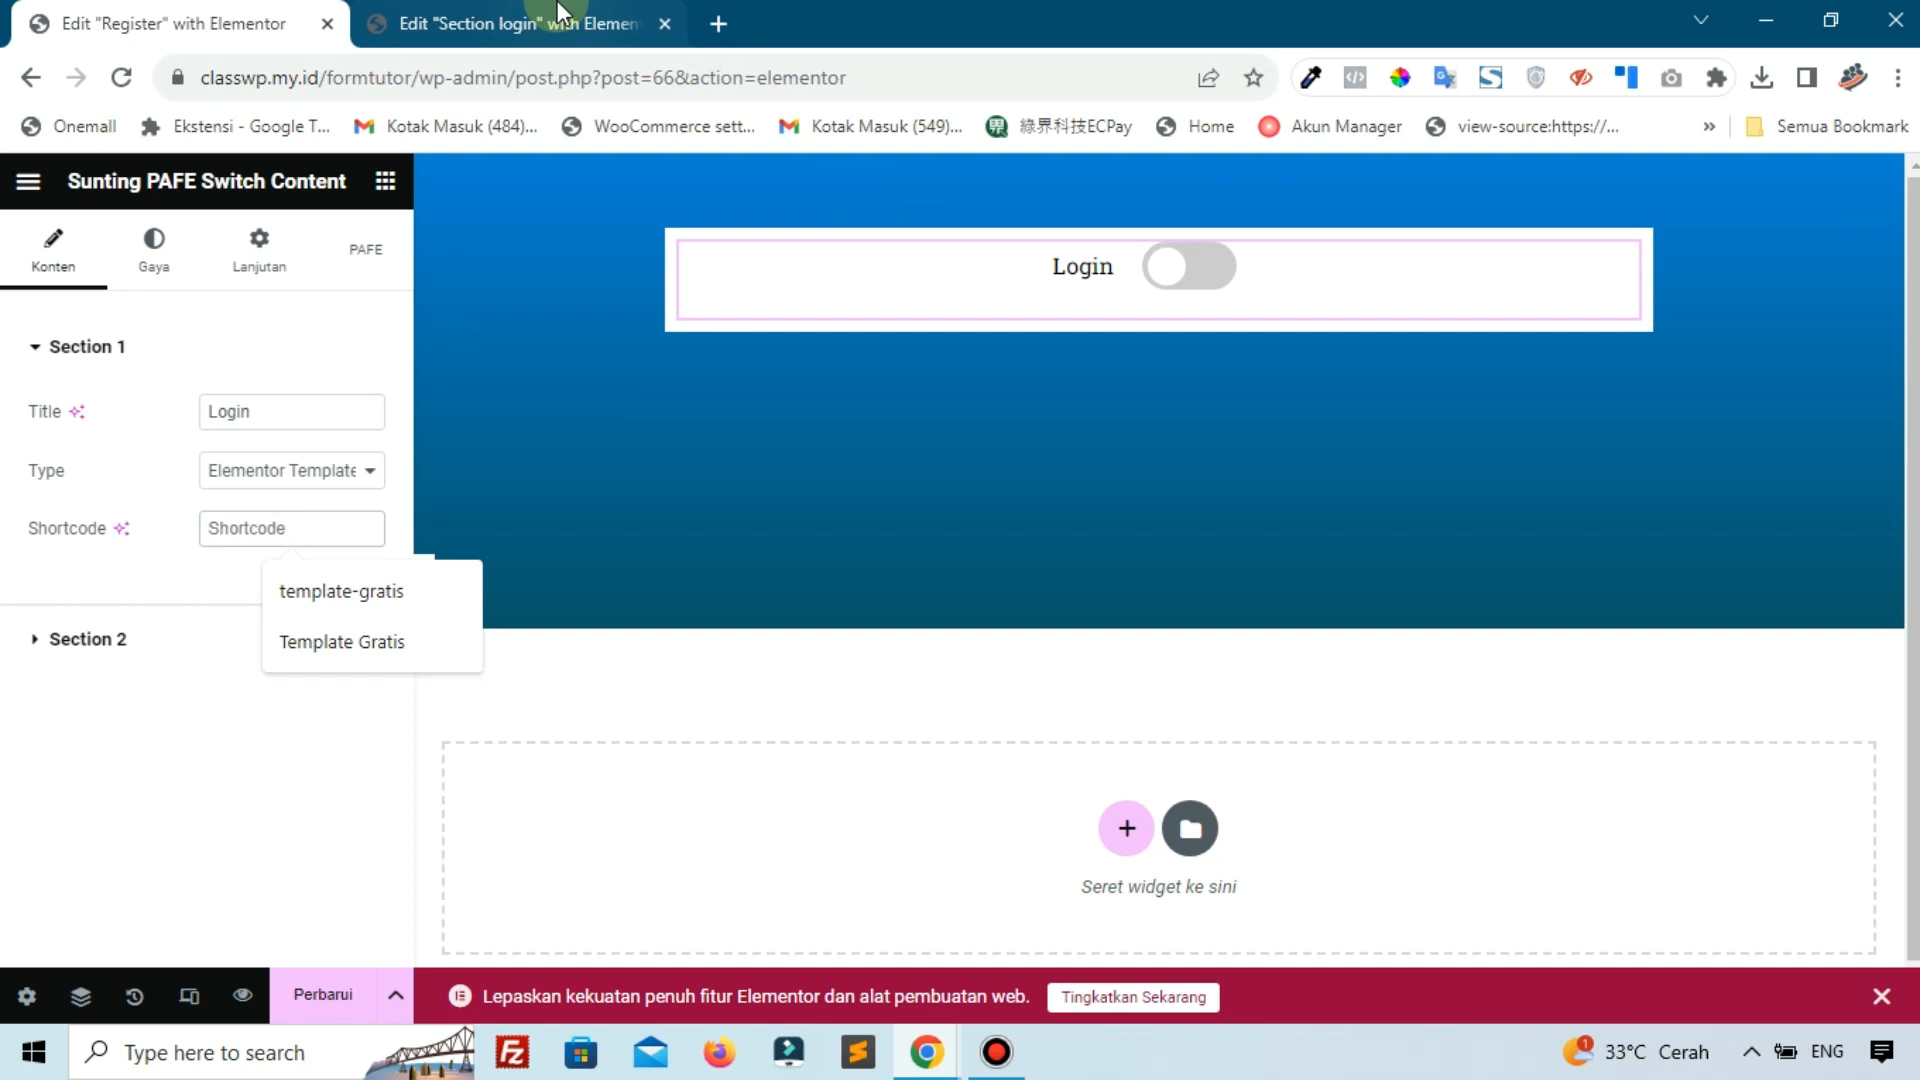 Edit "Register" with Elementor
Edit "Section login" with Elemen
classwp.my.id/formtutor/wp-admin/post.php?post=66&action=elementor
Onemall
Ekstensi - Google T...
Kotak Masuk (484)...
WooCommerce sett...
Kotak Masuk (549)...
綠界科技ECPay
Home
Akun Manager
view-source:https://...
»
Semua Bookmark
Sunting PAFE Switch Content
Konten
Gaya
Lanjutan
PAFE
Section 1
Title
Login
Type
Elementor Template
Shortcode
Shortcode
template-gratis
Template Gratis
Section 2
Login
Seret widget ke sini
Perbarui
Lepaskan kekuatan penuh fitur Elementor dan alat pembuatan web.
Tingkatkan Sekarang
Type here to search
1
33°C Cerah
ENG